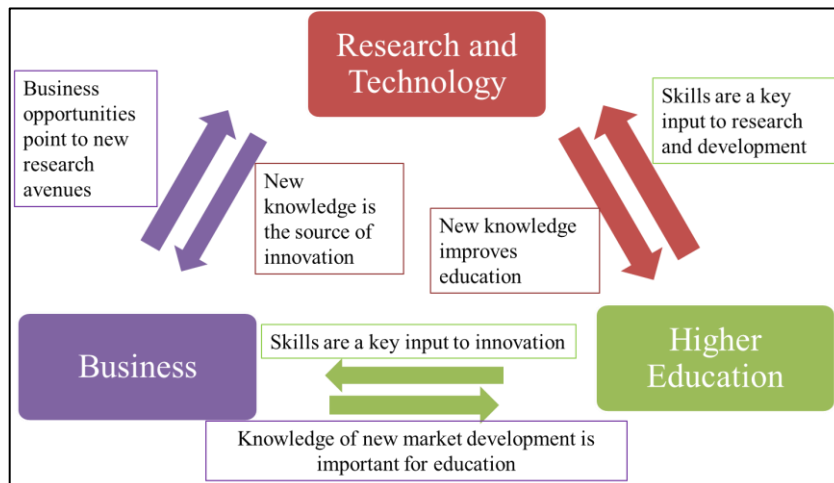 Research and
Technology
Business
opportunities
point to new
research
avenues
Skills are a key
input to research
and development
New
knowledge is
the source of
innovation
New knowledge
improves
education
Business
Skills are a key input to innovation
Higher
Education
Knowledge of new market development is
important for education